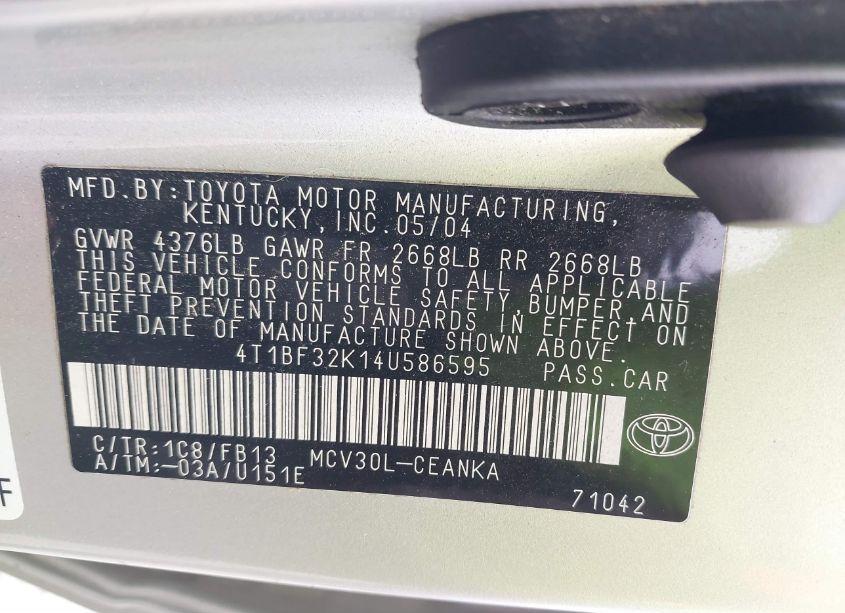 MFD.BY:TOYOTA MOTOR MANUFACTURING,
KENTUCKY,INC.05/04
GVWR 4376LB GAWR FR 2668LB RR 2668LB
THIS VEHICLE CONFORMS TO ALL APPLICABLE
FEDERAL MOTOR VEHICLE SAFETY,BUMPER,AND
THEFT PREVENTION STANDARDS IN EFFECT ON
THE DATE OF MANUFACTURE SHOWN ABOVE.
4T1BF32K14U586595 PASS.CAR
C/TR:1C8/FB13 MCV30L-CEANKA
A/TM:-03A/U151E
71042
F